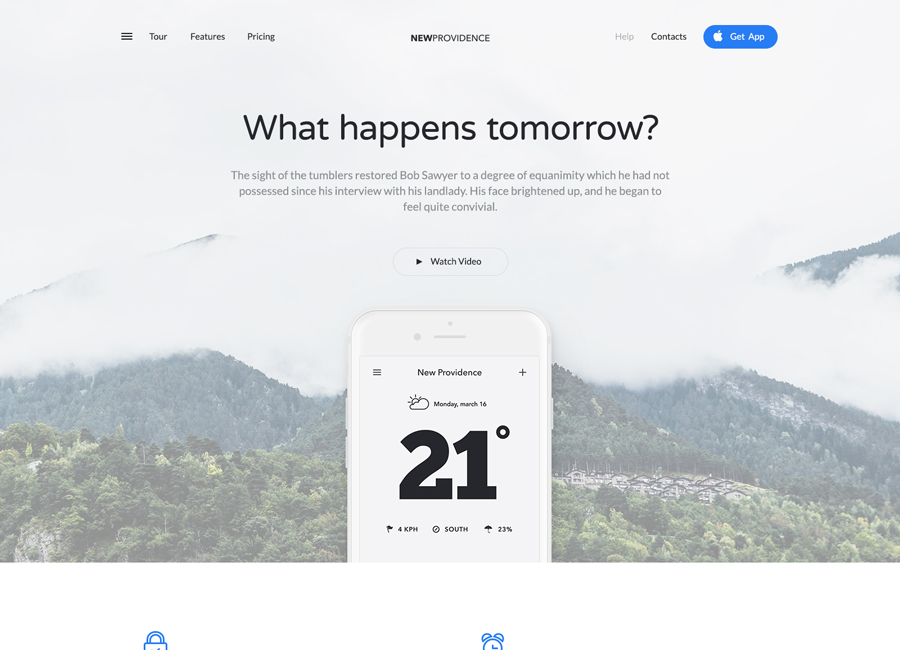 Tour Features Pricing NEWPROVIDENCE Help Contacts Get App
What happens tomorrow?
The sight of the tumblers restored Bob Sawyer to a degree of equanimity which he had not
possessed since his interview with his landlady. His face brightened up, and he began to
feel quite convivial.
Watch Video
New Providence
Monday, march 16
21°
4 KPH SOUTH 23%